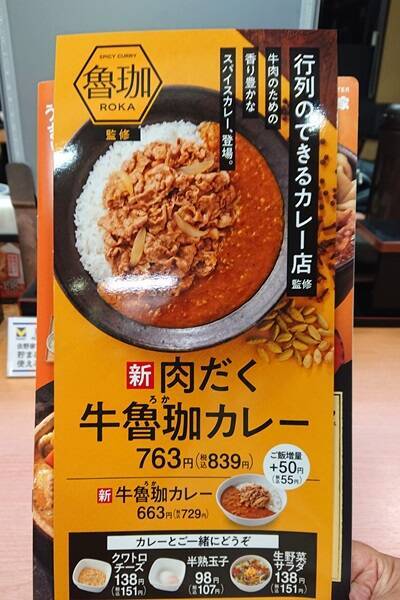 SPICY CURRY
魯珈
ROKA
監修
行列のできるカレー店
監修
牛肉のための
香り豊かな
スパイスカレー、登場。
新 肉だく
牛魯珈カレー
ろか
763円(税込839円)
ご飯増量
+50円
(税込55円)
新 牛魯珈カレー
ろか
663円(税込729円)
カレーとご一緒にどうぞ
クワトロ
チーズ
138円
(税込151円)
半熟玉子
98円
(税込107円)
生野菜
サラダ
138円
(税込151円)